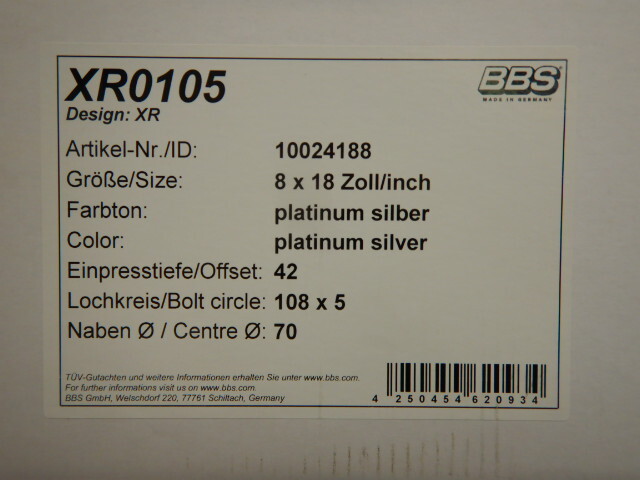 XR0105
BBS
MADE IN GERMANY
Design: XR
Artikel-Nr./ID: 10024188
Größe/Size: 8 x 18 Zoll/inch
Farbton: platinum silber
Color: platinum silver
Einpresstiefe/Offset: 42
Lochkreis/Bolt circle: 108 x 5
Naben Ø / Centre Ø: 70
TÜV-Gutachten und weitere Informationen erhalten Sie unter www.bbs.com.
For further informations visit us on www.bbs.com.
BBS GmbH, Welschdorf 220, 77761 Schiltach, Germany
4 250454 620934